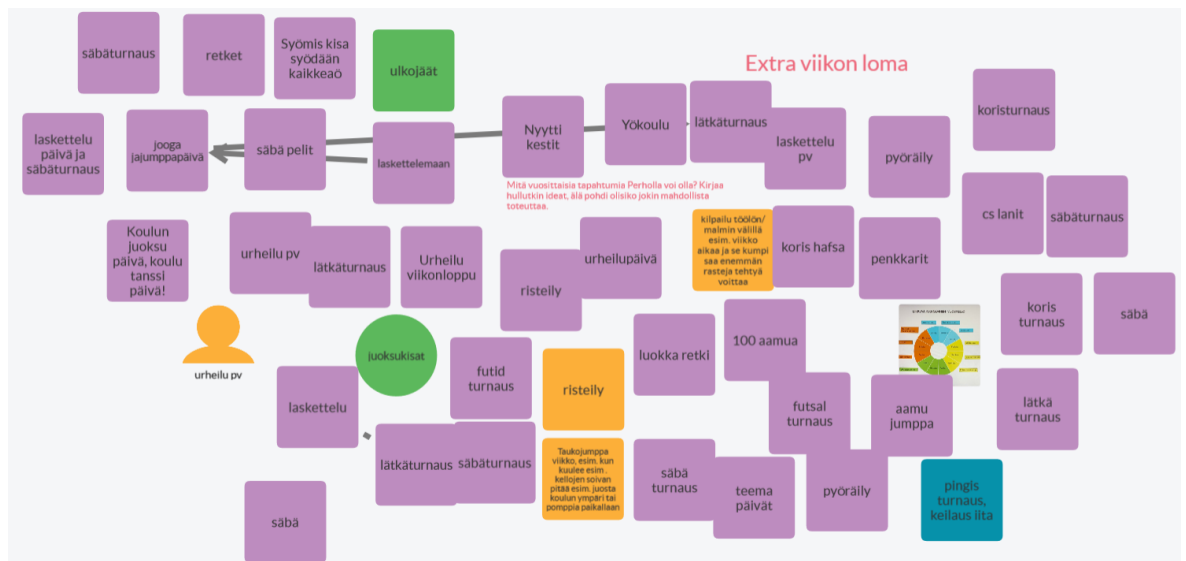 säbäturnaus
retket
Syömis kisa
syödään
kaikkeaö
ulkojäät
Extra viikon loma
koristurnaus
laskettelu
päivä ja
säbäturnaus
jooga
jajumppapäivä
säbä pelit
laskettelemaan
Nyytti
kestit
Yökoulu
lätkäturnaus
laskettelu
pv
pyöräily
Mitä vuosittaisia tapahtumia Perholla voi olla? Kirjaa
hullutkin ideat, älä pohdi olisiko jokin mahdollista
toteuttaa.
cs lanit
säbäturnaus
Koulun
juoksu
päivä, koulu
tanssi
päivä!
urheilu pv
lätkäturnaus
Urheilu
viikonloppu
risteily
urheilupäivä
kilpailu töölön/
malmin välillä
esim. viikko
aikaa ja se kumpi
saa enemmän
rasteja tehtyä
voittaa
koris hafsa
penkkarit
koris
turnaus
säbä
urheilu pv
juoksukisat
futid
turnaus
risteily
luokka retki
100 aamua
laskettelu
futsal
turnaus
aamu
jumppa
lätkä
turnaus
lätkäturnaus
säbäturnaus
Taukojumppa
viikko, esim. kun
kuulee esim.
kellojen soivan
pitää esim. juosta
koulun ympäri tai
pomppia paikallaan
säbä
turnaus
teema
päivät
pyöräily
pingis
turnaus,
keilaus iita
säbä